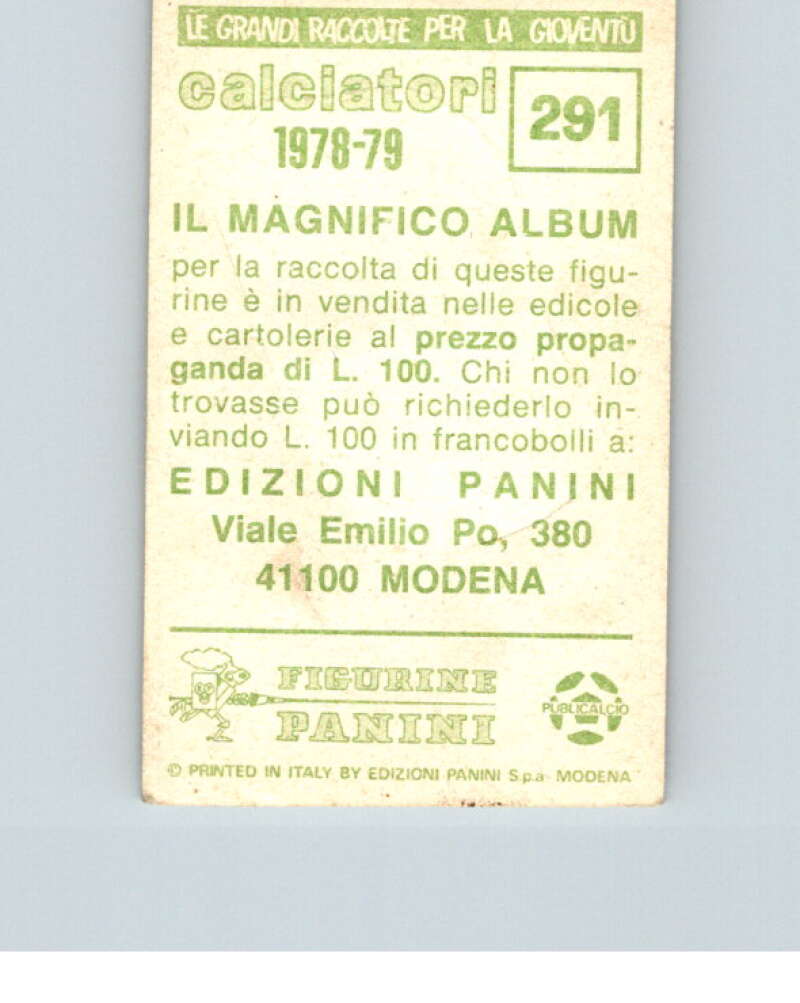 LE GRANDI RACCOLTE PER LA GIOVENTÙ
calciatori
1978-79
291
IL MAGNIFICO ALBUM
per la raccolta di queste figu-
rine è in vendita nelle edicole
e cartolerie al prezzo propa-
ganda di L. 100. Chi non lo
trovasse può richiederlo in-
viando L. 100 in francobolli a:
EDIZIONI PANINI
Viale Emilio Po, 380
41100 MODENA
FIGURINE
PANINI
PUBLICALCIO
© PRINTED IN ITALY BY EDIZIONI PANINI S.p.a. MODENA